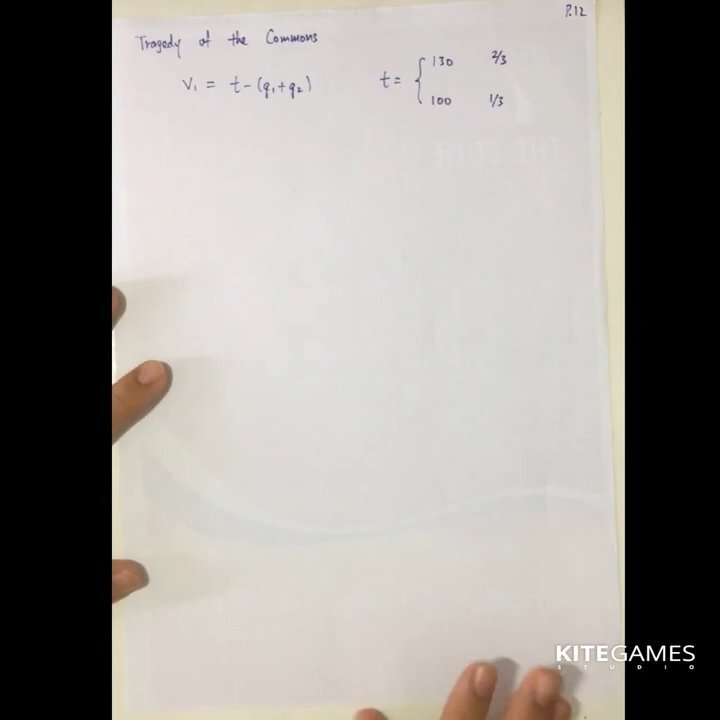 P.12
Tragedy of the Commons
V₁ = t - (q₁+q₂) t = { 130 2/3
100 1/3
KITEGAMES
STUDIO